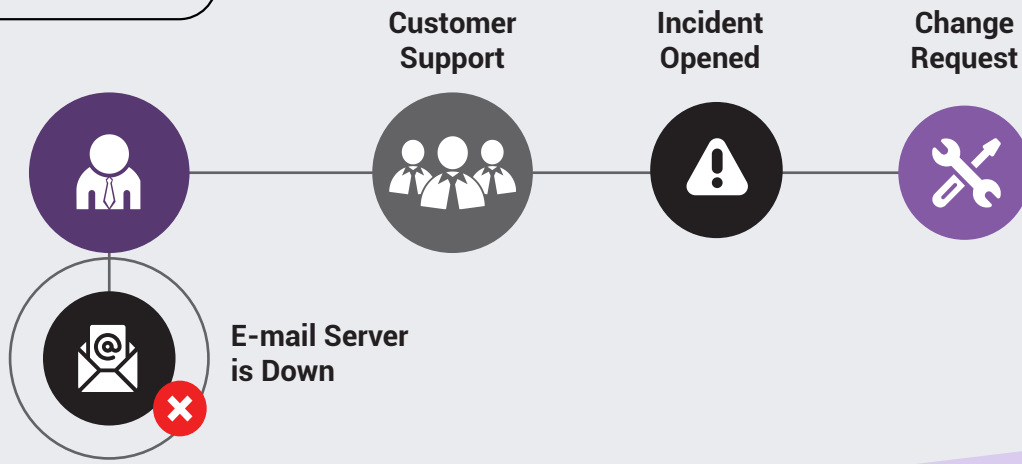 Customer
Support
Incident
Opened
Change
Request
E-mail Server
is Down